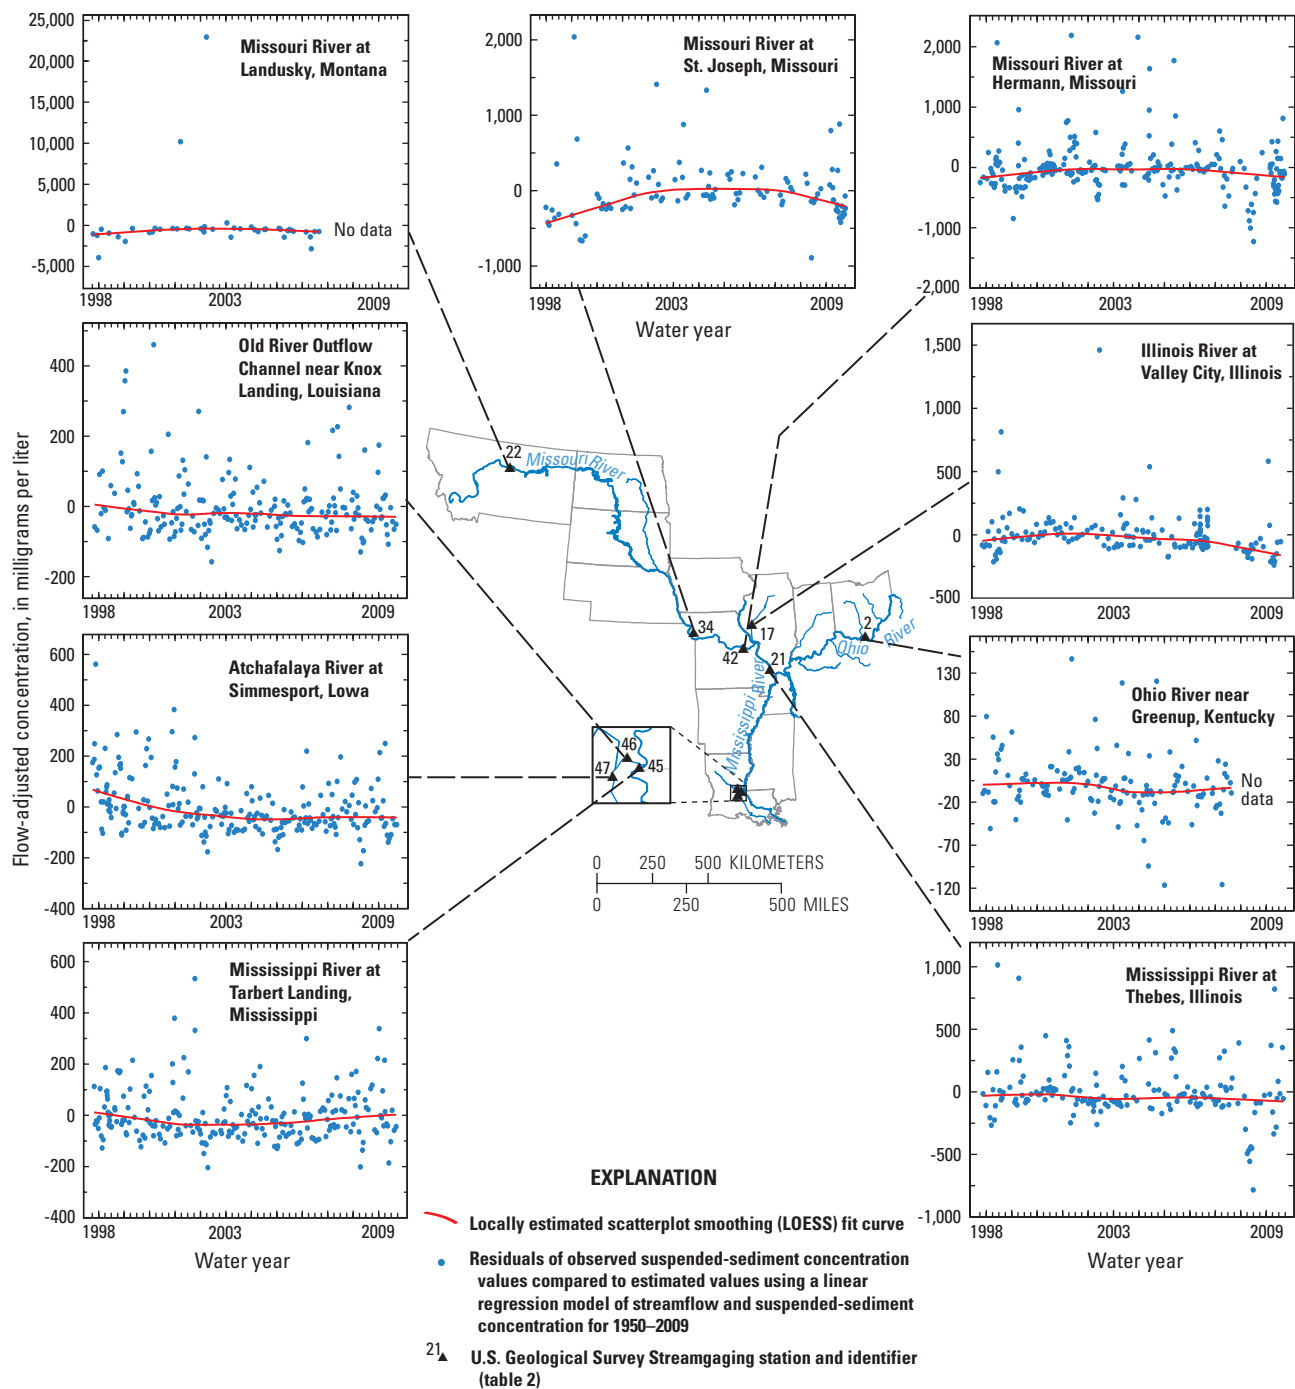 25,000
20,000
15,000
10,000
5,000
0
-5,000
Missouri River at
Landusky, Montana
No data
1998
2003
2009
2,000
1,000
0
-1,000
Missouri River at
St. Joseph, Missouri
1998
2003
2009
Water year
2,000
1,000
0
-1,000
-2,000
Missouri River at
Hermann, Missouri
1998
2003
2009
Flow-adjusted concentration, in miligrams per liter
400
200
0
-200
Old River Outflow
Channel near Knox
Landing, Louisiana
1998
2003
2009
1,500
1,000
500
0
-500
Illinois River at
Valley City, Illinois
1998
2003
2009
600
400
200
0
-200
-400
Atchafalaya River at
Simmesport, Lowa
1998
2003
2009
130
80
30
-20
-70
-120
Ohio River near
Greenup, Kentucky
No
data
1998
2003
2009
600
400
200
0
-200
-400
Mississippi River at
Tarbert Landing,
Mississippi
1998
2003
2009
Water year
1,000
500
0
-500
-1,000
Mississippi River at
Thebes, Illinois
1998
2003
2009
Water year
22
Missouri River
34
17
42
21
2
Ohio River
Mississippi River
46
47
45
0 250 500 KILOMETERS
0 250 500 MILES
EXPLANATION
Locally estimated scatterplot smoothing (LOESS) fit curve
Residuals of observed suspended-sediment concentration
values compared to estimated values using a linear
regression model of streamflow and suspended-sediment
concentration for 1950–2009
21
U.S. Geological Survey Streamgaging station and identifier
(table 2)